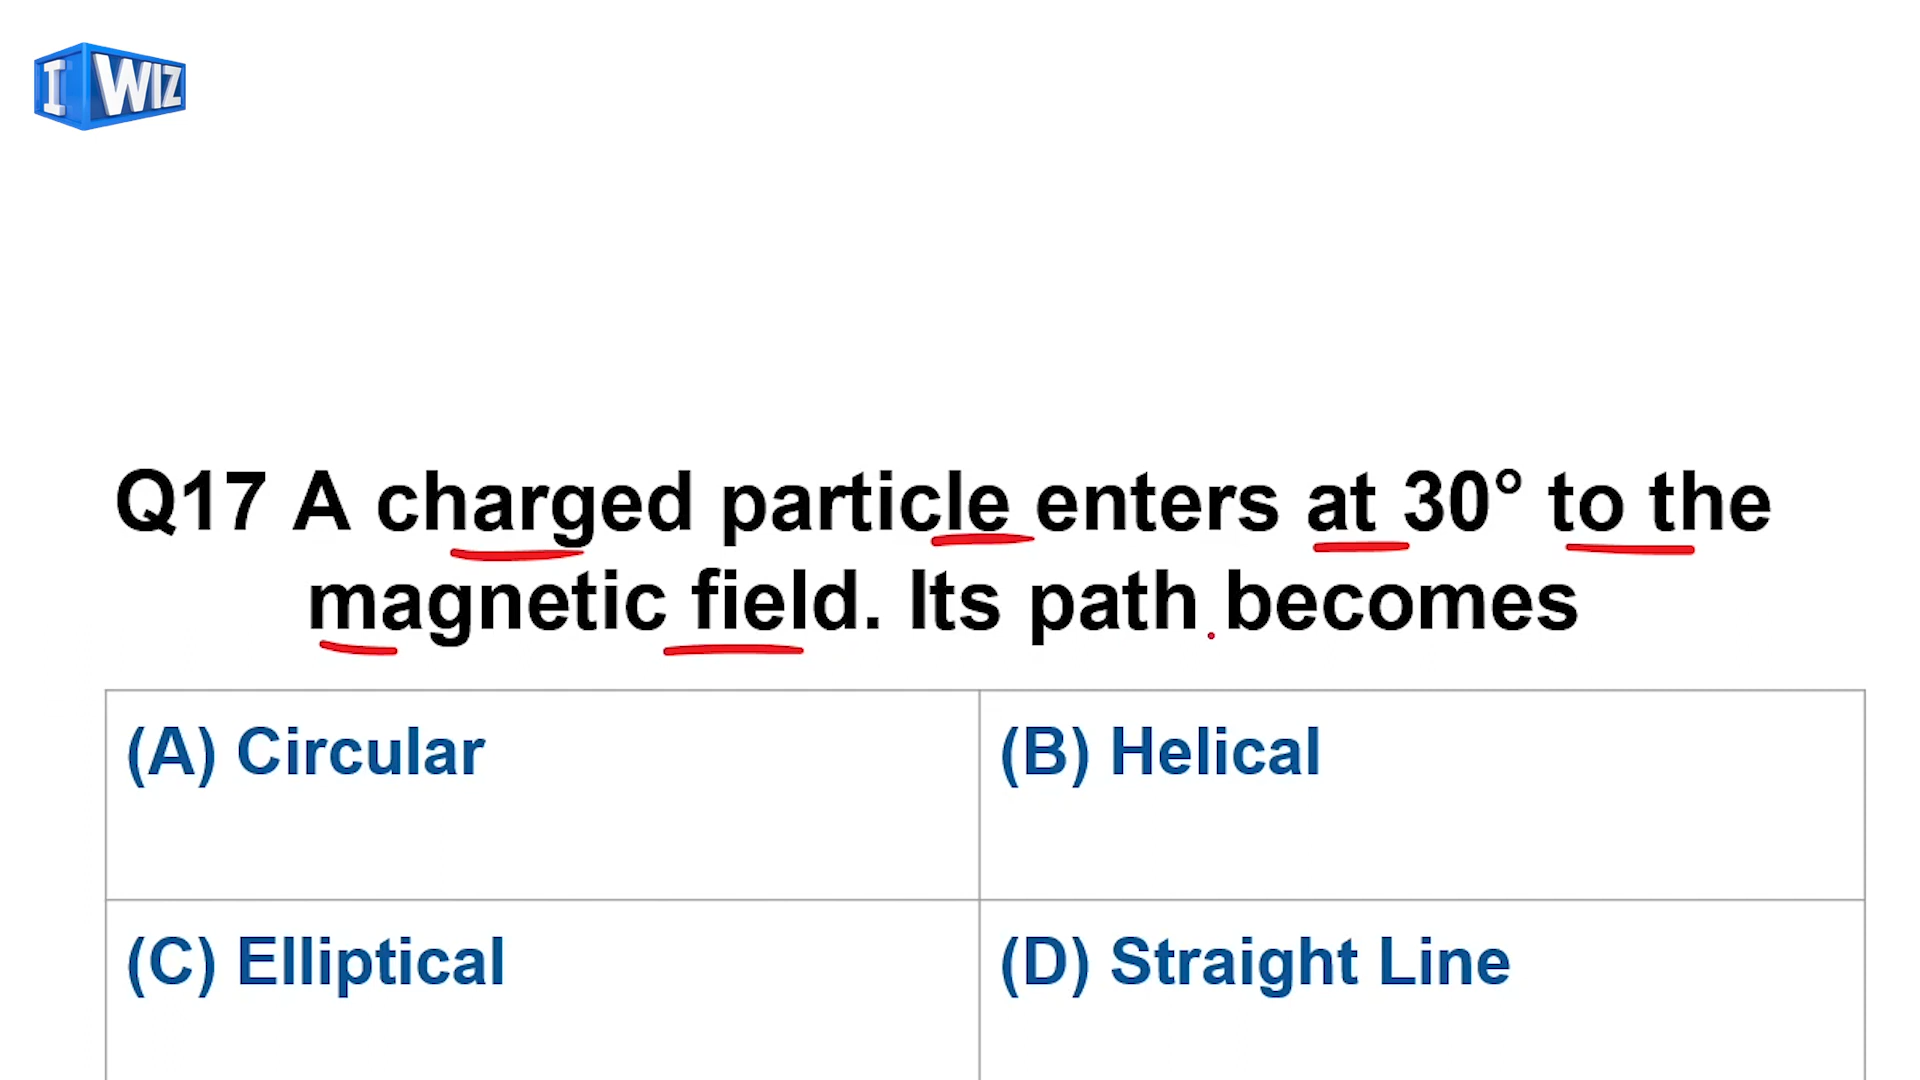 I WIZ
Q17 A charged particle enters at 30° to the
magnetic field. Its path becomes
(A) Circular
(B) Helical
(C) Elliptical
(D) Straight Line